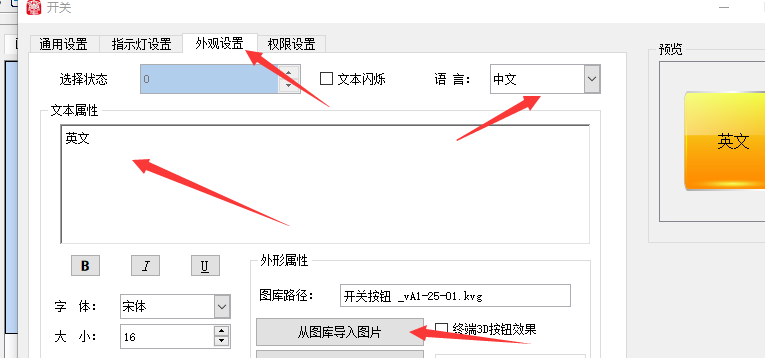 开关
通用设置 指示灯设置 外观设置 权限设置
选择状态 0 文本闪烁 语 言： 中文
预览
文本属性
英文
英文
B I U
外形属性
图库路径： 开关按钮 _vA1-25-01.kvg
字 体： 宋体
从图库导入图片 终端3D按钮效果
大 小： 16